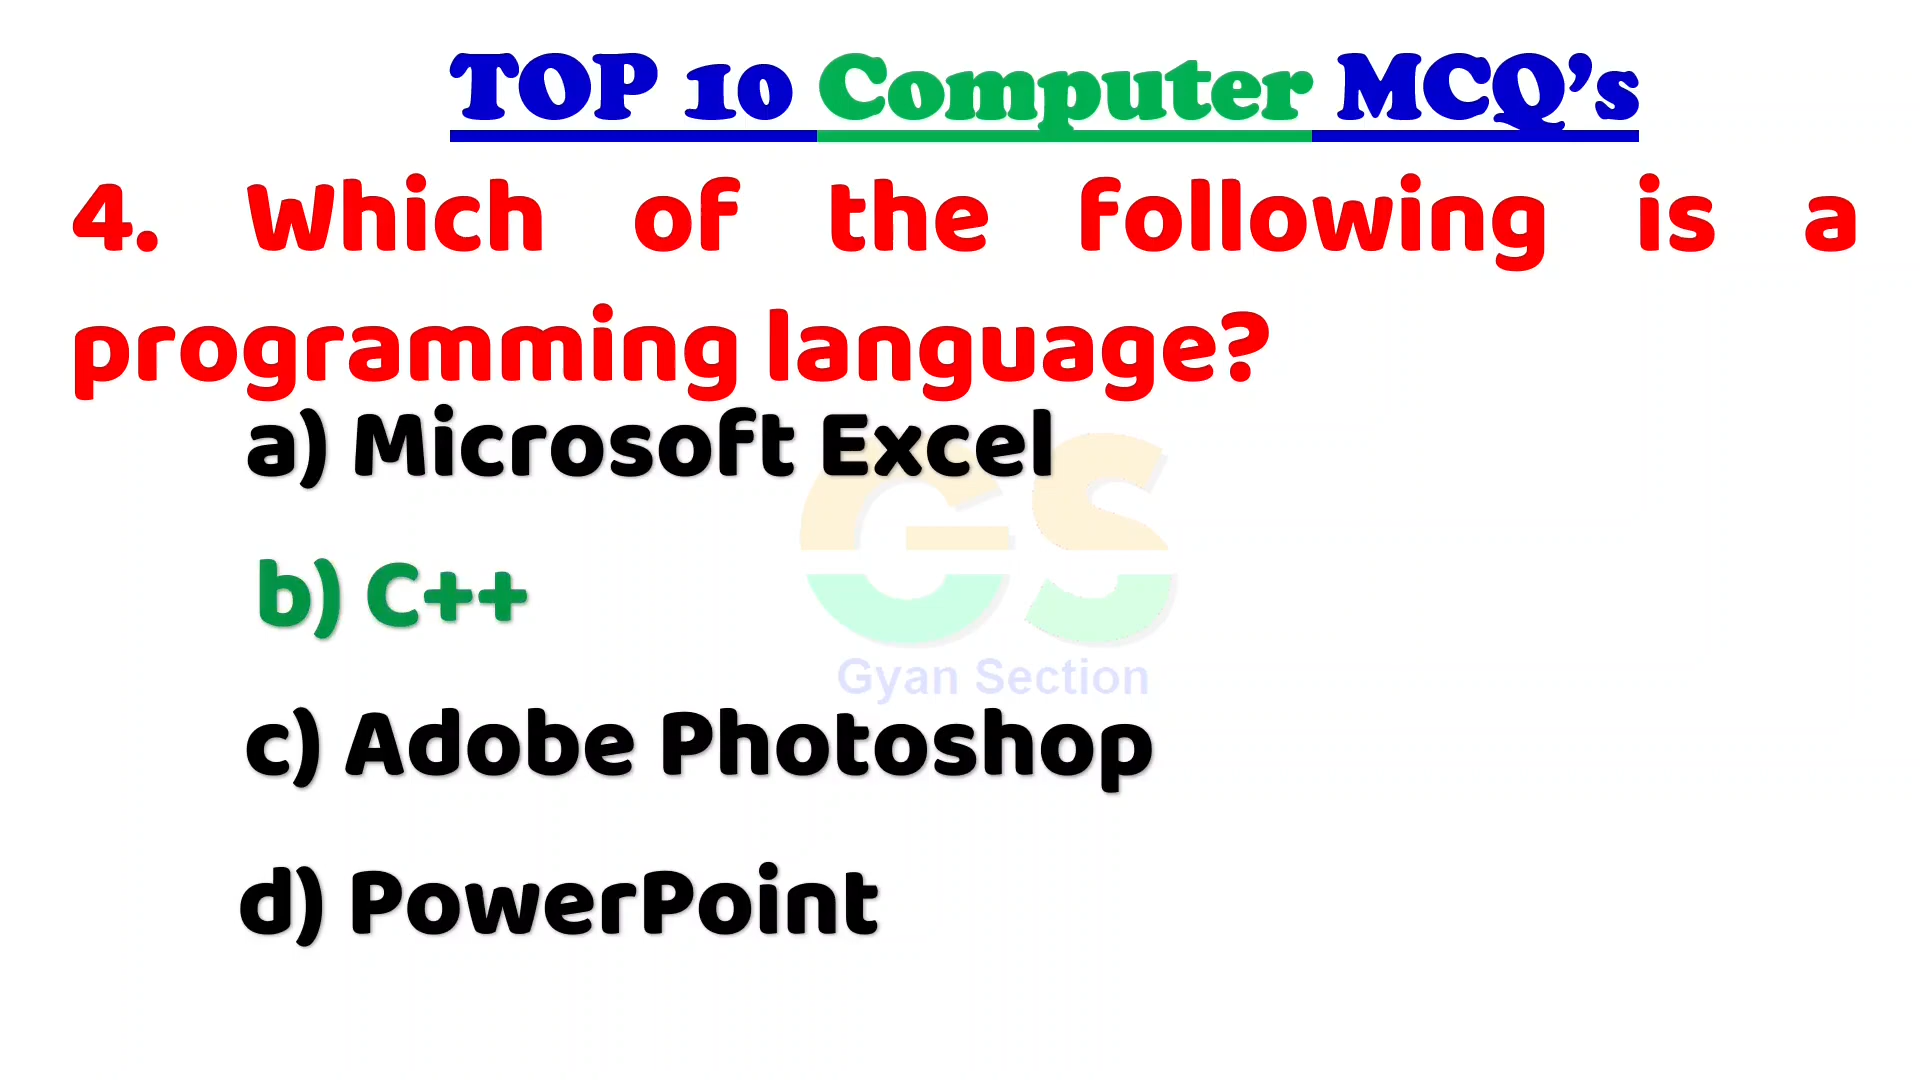 TOP 10 Computer MCQ’s
4. Which of the following is a
programming language?
a) Microsoft Excel
GS
b) C++
Gyan Section
c) Adobe Photoshop
d) PowerPoint